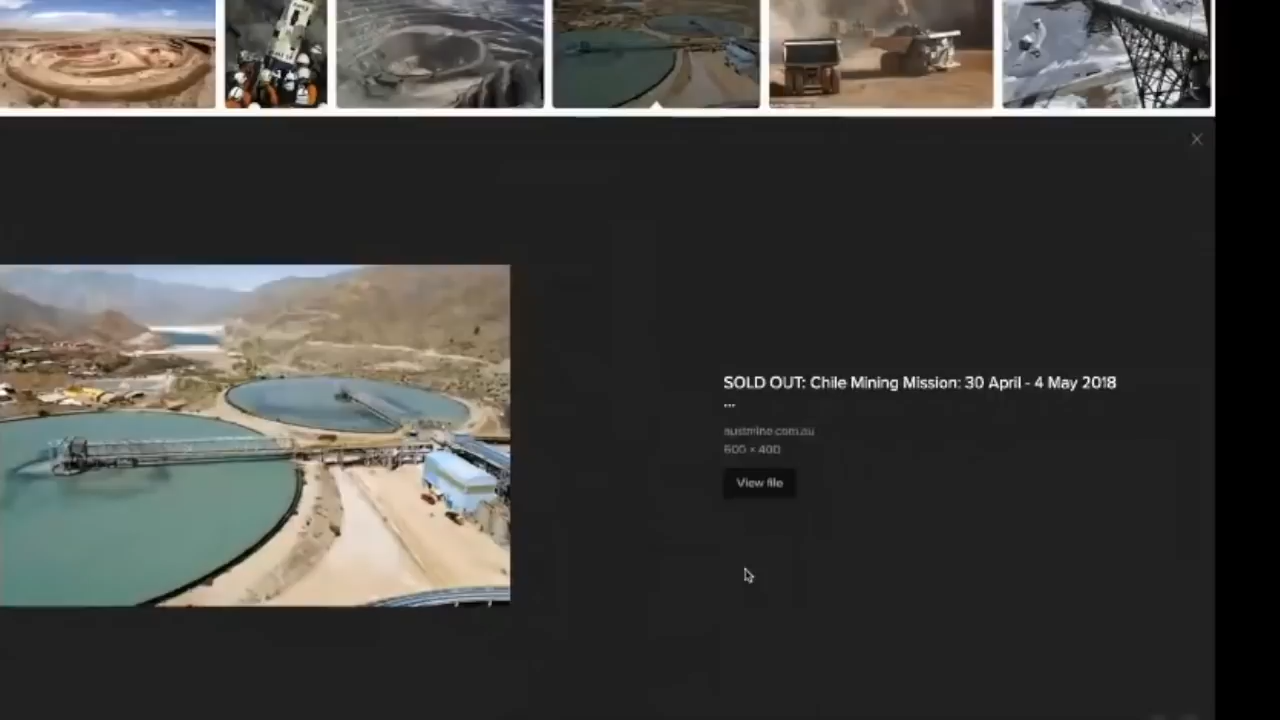 SOLD OUT: Chile Mining Mission: 30 April - 4 May 2018
...
austmine.com.au
600 × 400
View file